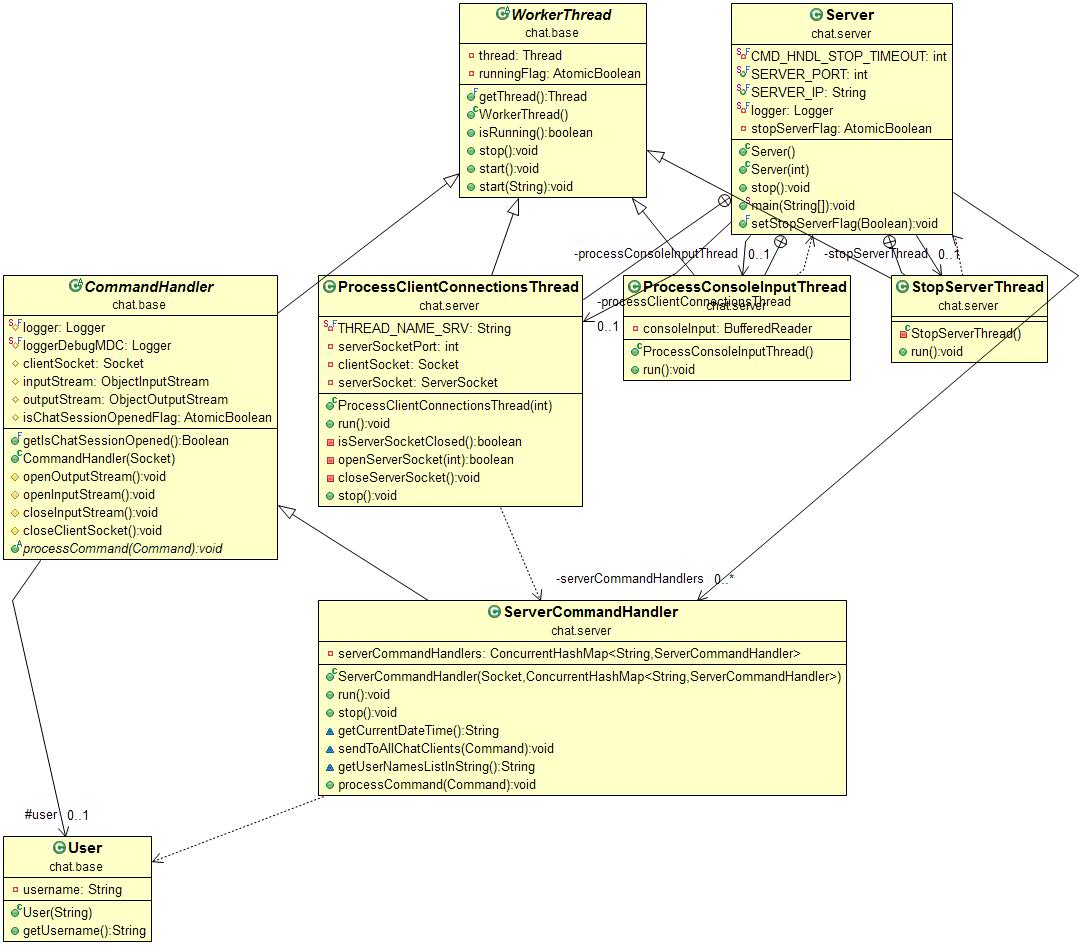 WorkerThread
chat.base
thread: Thread
runningFlag: AtomicBoolean
getThread():Thread
WorkerThread()
isRunning():boolean
stop():void
start():void
start(String):void
Server
chat.server
CMD_HNDL_STOP_TIMEOUT: int
SERVER_PORT: int
SERVER_IP: String
logger: Logger
stopServerFlag: AtomicBoolean
Server()
Server(int)
stop():void
main(String[]):void
setStopServerFlag(Boolean):void
-processConsoleInputThread 0..1
-stopServerThread 0..1
CommandHandler
chat.base
logger: Logger
loggerDebugMDC: Logger
clientSocket: Socket
inputStream: ObjectInputStream
outputStream: ObjectOutputStream
isChatSessionOpenedFlag: AtomicBoolean
getIsChatSessionOpened():Boolean
CommandHandler(Socket)
openOutputStream():void
openInputStream():void
closeInputStream():void
closeClientSocket():void
processCommand(Command):void
ProcessClientConnectionsThread
chat.server
THREAD_NAME_SRV: String
serverSocketPort: int
clientSocket: Socket
serverSocket: ServerSocket
ProcessClientConnectionsThread(int)
run():void
isServerSocketClosed():boolean
openServerSocket(int):boolean
closeServerSocket():void
stop():void
-processClientConnectionsThread
0..1
ProcessConsoleInputThread
chat.server
consoleInput: BufferedReader
ProcessConsoleInputThread()
run():void
StopServerThread
chat.server
StopServerThread()
run():void
-serverCommandHandlers 0..*
ServerCommandHandler
chat.server
serverCommandHandlers: ConcurrentHashMap<String,ServerCommandHandler>
ServerCommandHandler(Socket,ConcurrentHashMap<String,ServerCommandHandler>)
run():void
stop():void
getCurrentDateTime():String
sendToAllChatClients(Command):void
getUserNamesListInString():String
processCommand(Command):void
#user 0..1
User
chat.base
username: String
User(String)
getUsername():String